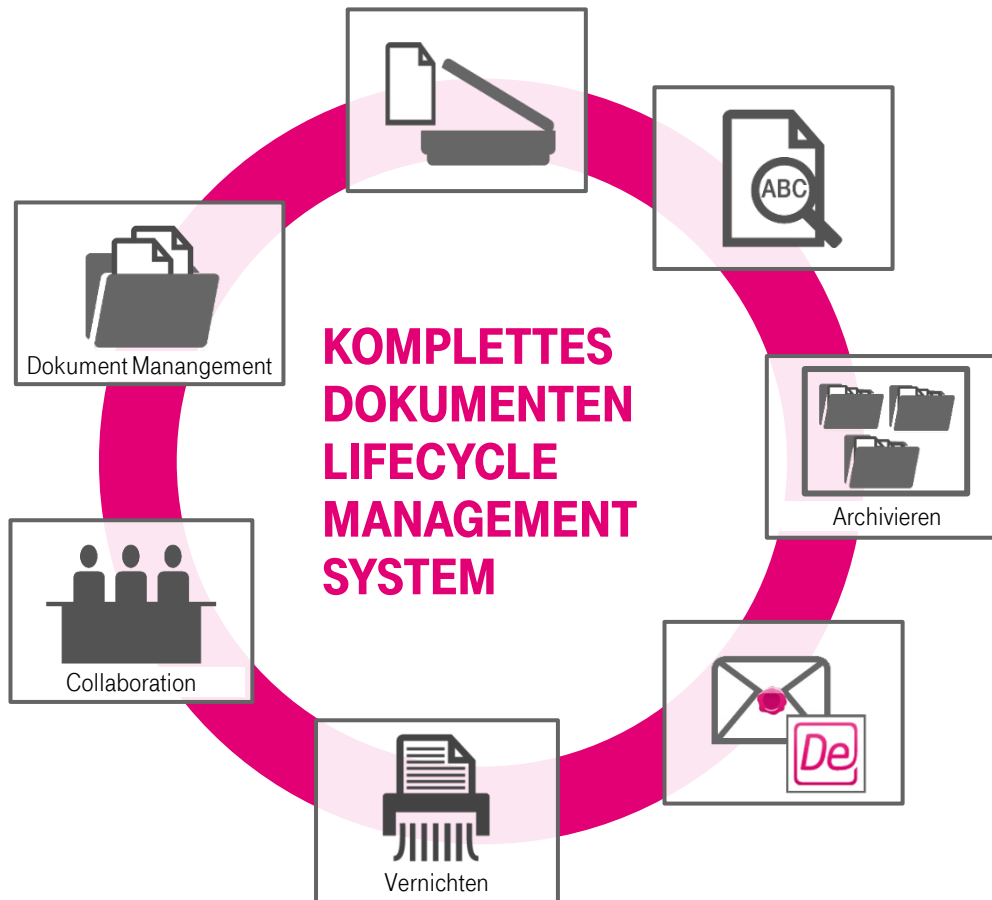 ABC
Dokument Manangement
KOMPLETTES
DOKUMENTEN
LIFECYCLE
MANAGEMENT
SYSTEM
Archivieren
Collaboration
De
Vernichten